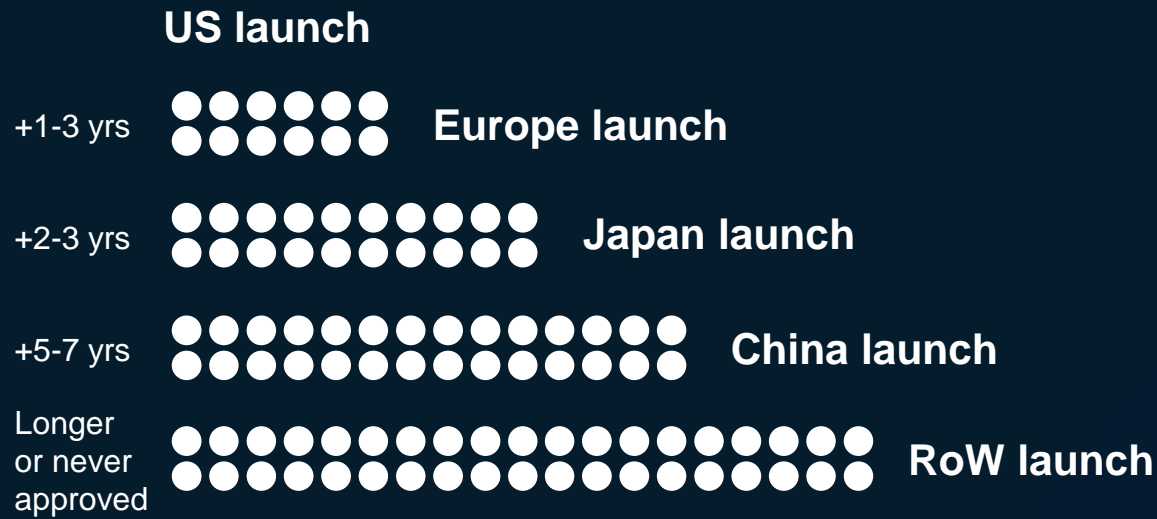 US launch
+1-3 yrs
Europe launch
+2-3 yrs
Japan launch
+5-7 yrs
China launch
Longer
or never
approved
RoW launch